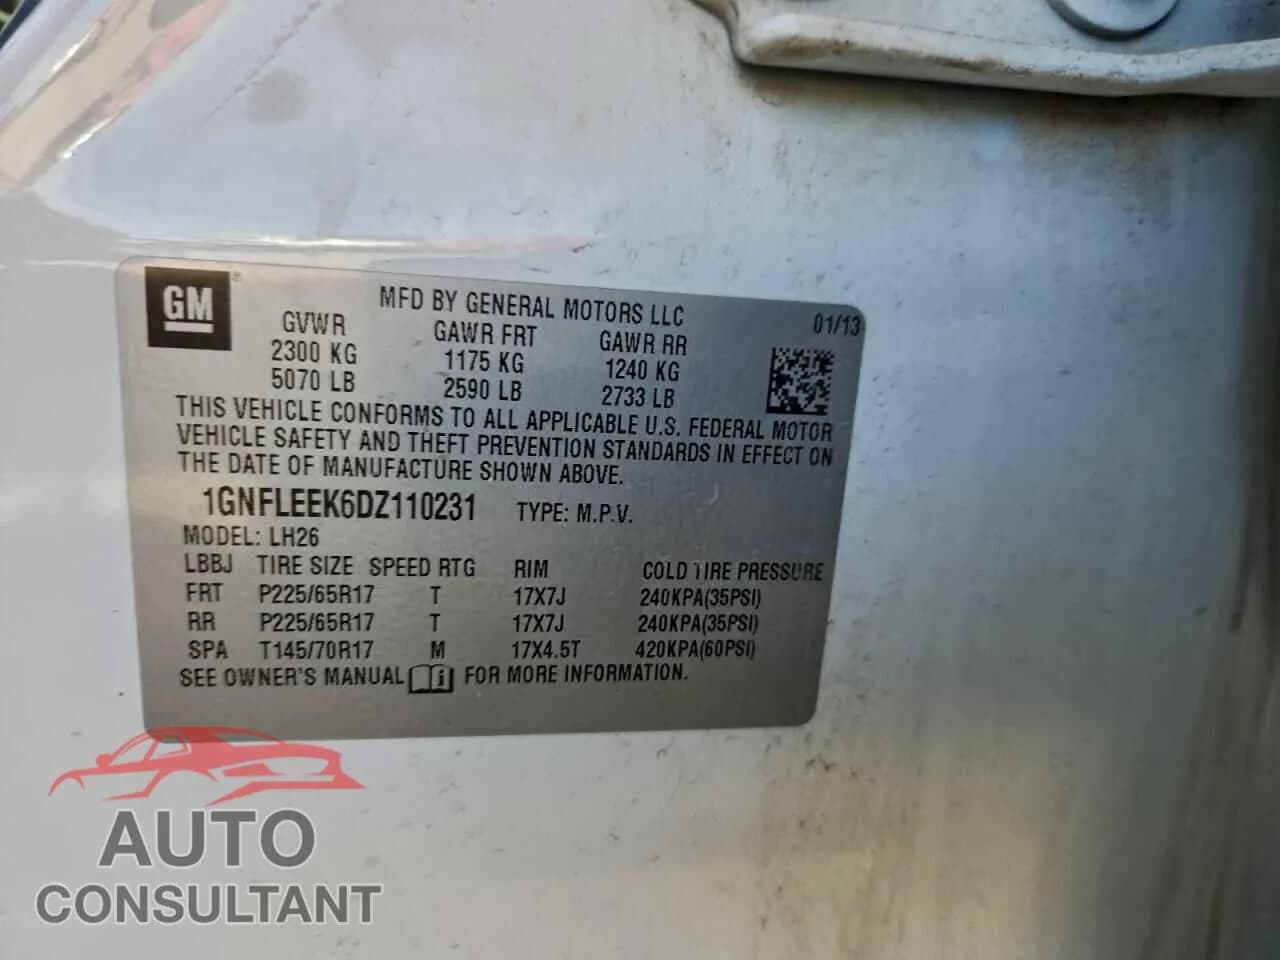 GM
MFD BY GENERAL MOTORS LLC 01/13
GVWR GAWR FRT GAWR RR
2300 KG 1175 KG 1240 KG
5070 LB 2590 LB 2733 LB
THIS VEHICLE CONFORMS TO ALL APPLICABLE U.S. FEDERAL MOTOR
VEHICLE SAFETY AND THEFT PREVENTION STANDARDS IN EFFECT ON
THE DATE OF MANUFACTURE SHOWN ABOVE.
1GNFLEEK6DZ110231 TYPE: M.P.V.
MODEL: LH26
LBBJ TIRE SIZE SPEED RTG RIM COLD TIRE PRESSURE
FRT P225/65R17 T 17X7J 240KPA(35PSI)
RR P225/65R17 T 17X7J 240KPA(35PSI)
SPA T145/70R17 M 17X4.5T 420KPA(60PSI)
SEE OWNER'S MANUAL i FOR MORE INFORMATION.
AUTO
CONSULTANT